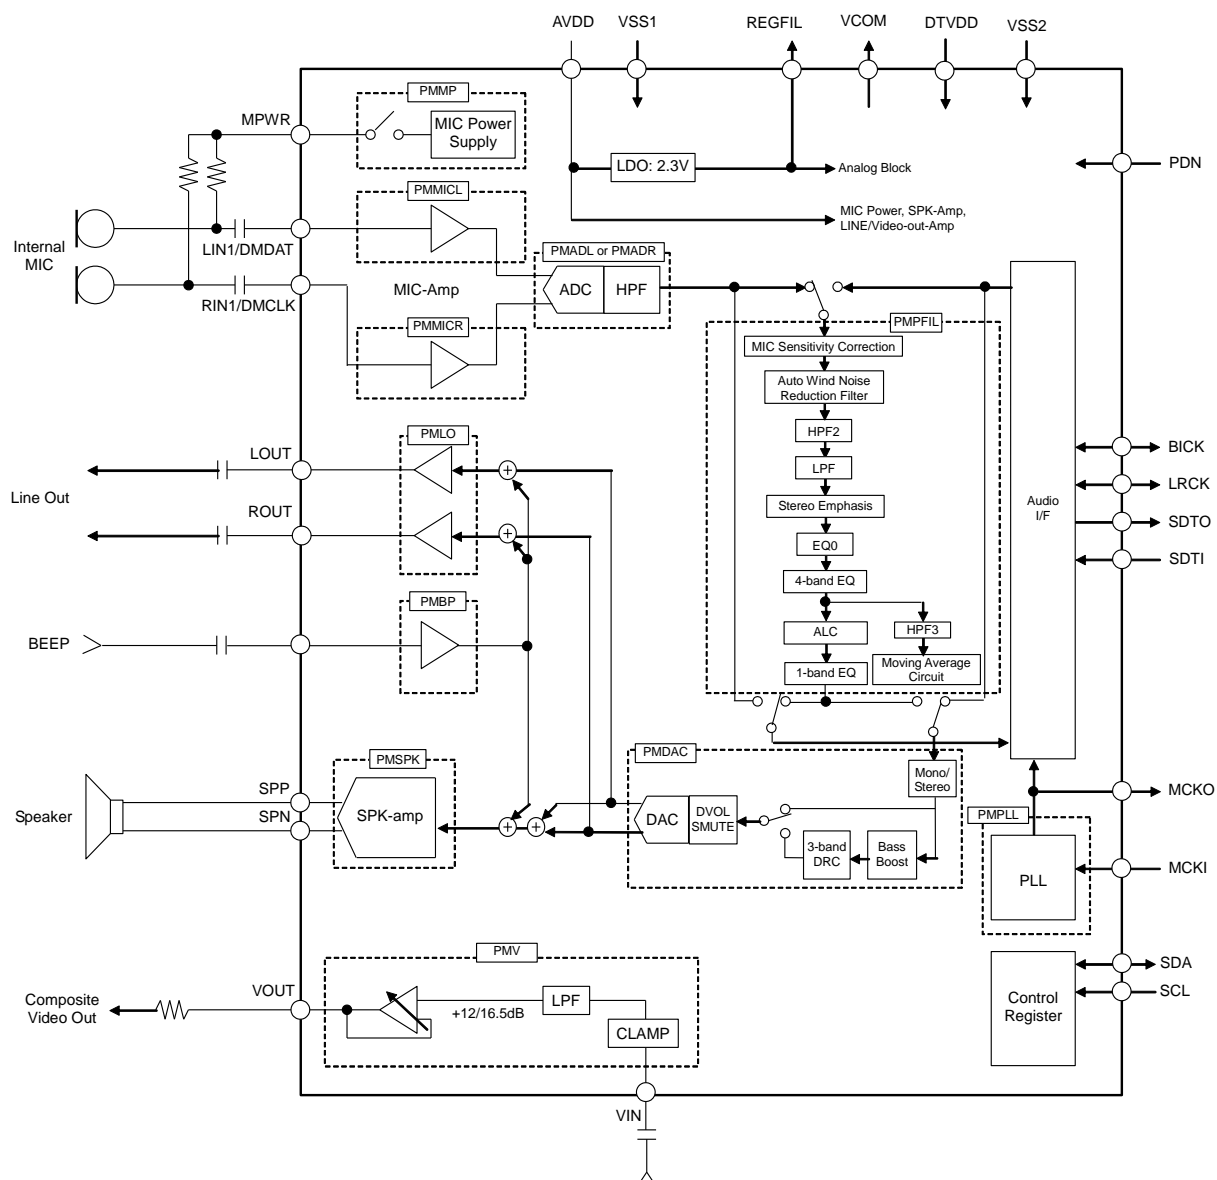 AVDD
VSS1
REGFIL
VCOM
DTVDD
VSS2
PMMP
MPWR
MIC Power
Supply
LDO: 2.3V
Analog Block
PDN
PMMICL
MIC Power, SPK-Amp,
LINE/Video-out-Amp
Internal
MIC
LIN1/DMDAT
PMADL or PMADR
MIC-Amp
ADC
HPF
RIN1/DMCLK
PMMICR
PMPFIL
MIC Sensitivity Correction
Auto Wind Noise
Reduction Filter
HPF2
LPF
Stereo Emphasis
EQ0
4-band EQ
ALC
HPF3
1-band EQ
Moving Average
Circuit
Audio
I/F
BICK
LRCK
SDTO
SDTI
PMLO
LOUT
+
Line Out
ROUT
+
PMBP
BEEP
PMSPK
SPP
Speaker
SPN
SPK-amp
+
+
PMDAC
Mono/
Stereo
DAC
DVOL
SMUTE
3-band
DRC
Bass
Boost
MCKO
PMPLL
PLL
MCKI
PMV
VOUT
Composite
Video Out
+12/16.5dB
LPF
CLAMP
VIN
Control
Register
SDA
SCL